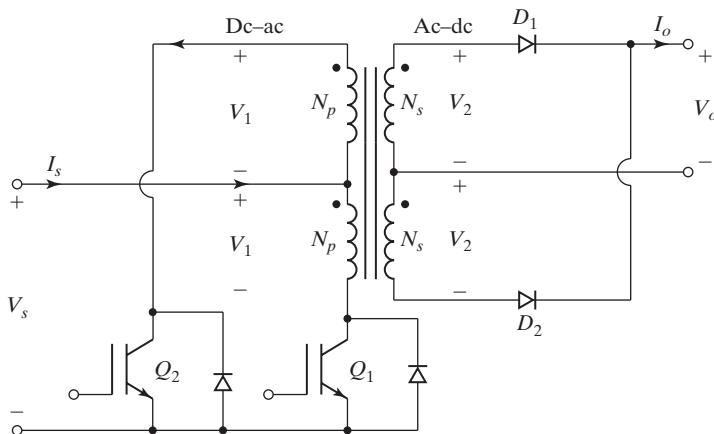 Dc–ac
Ac–dc
D1
Io
+
+
+
Np
Ns
V1
V2
Vo
Is
−
−
−
+
+
+
Np
Ns
V1
V2
−
−
Vs
D2
Q2
Q1
−